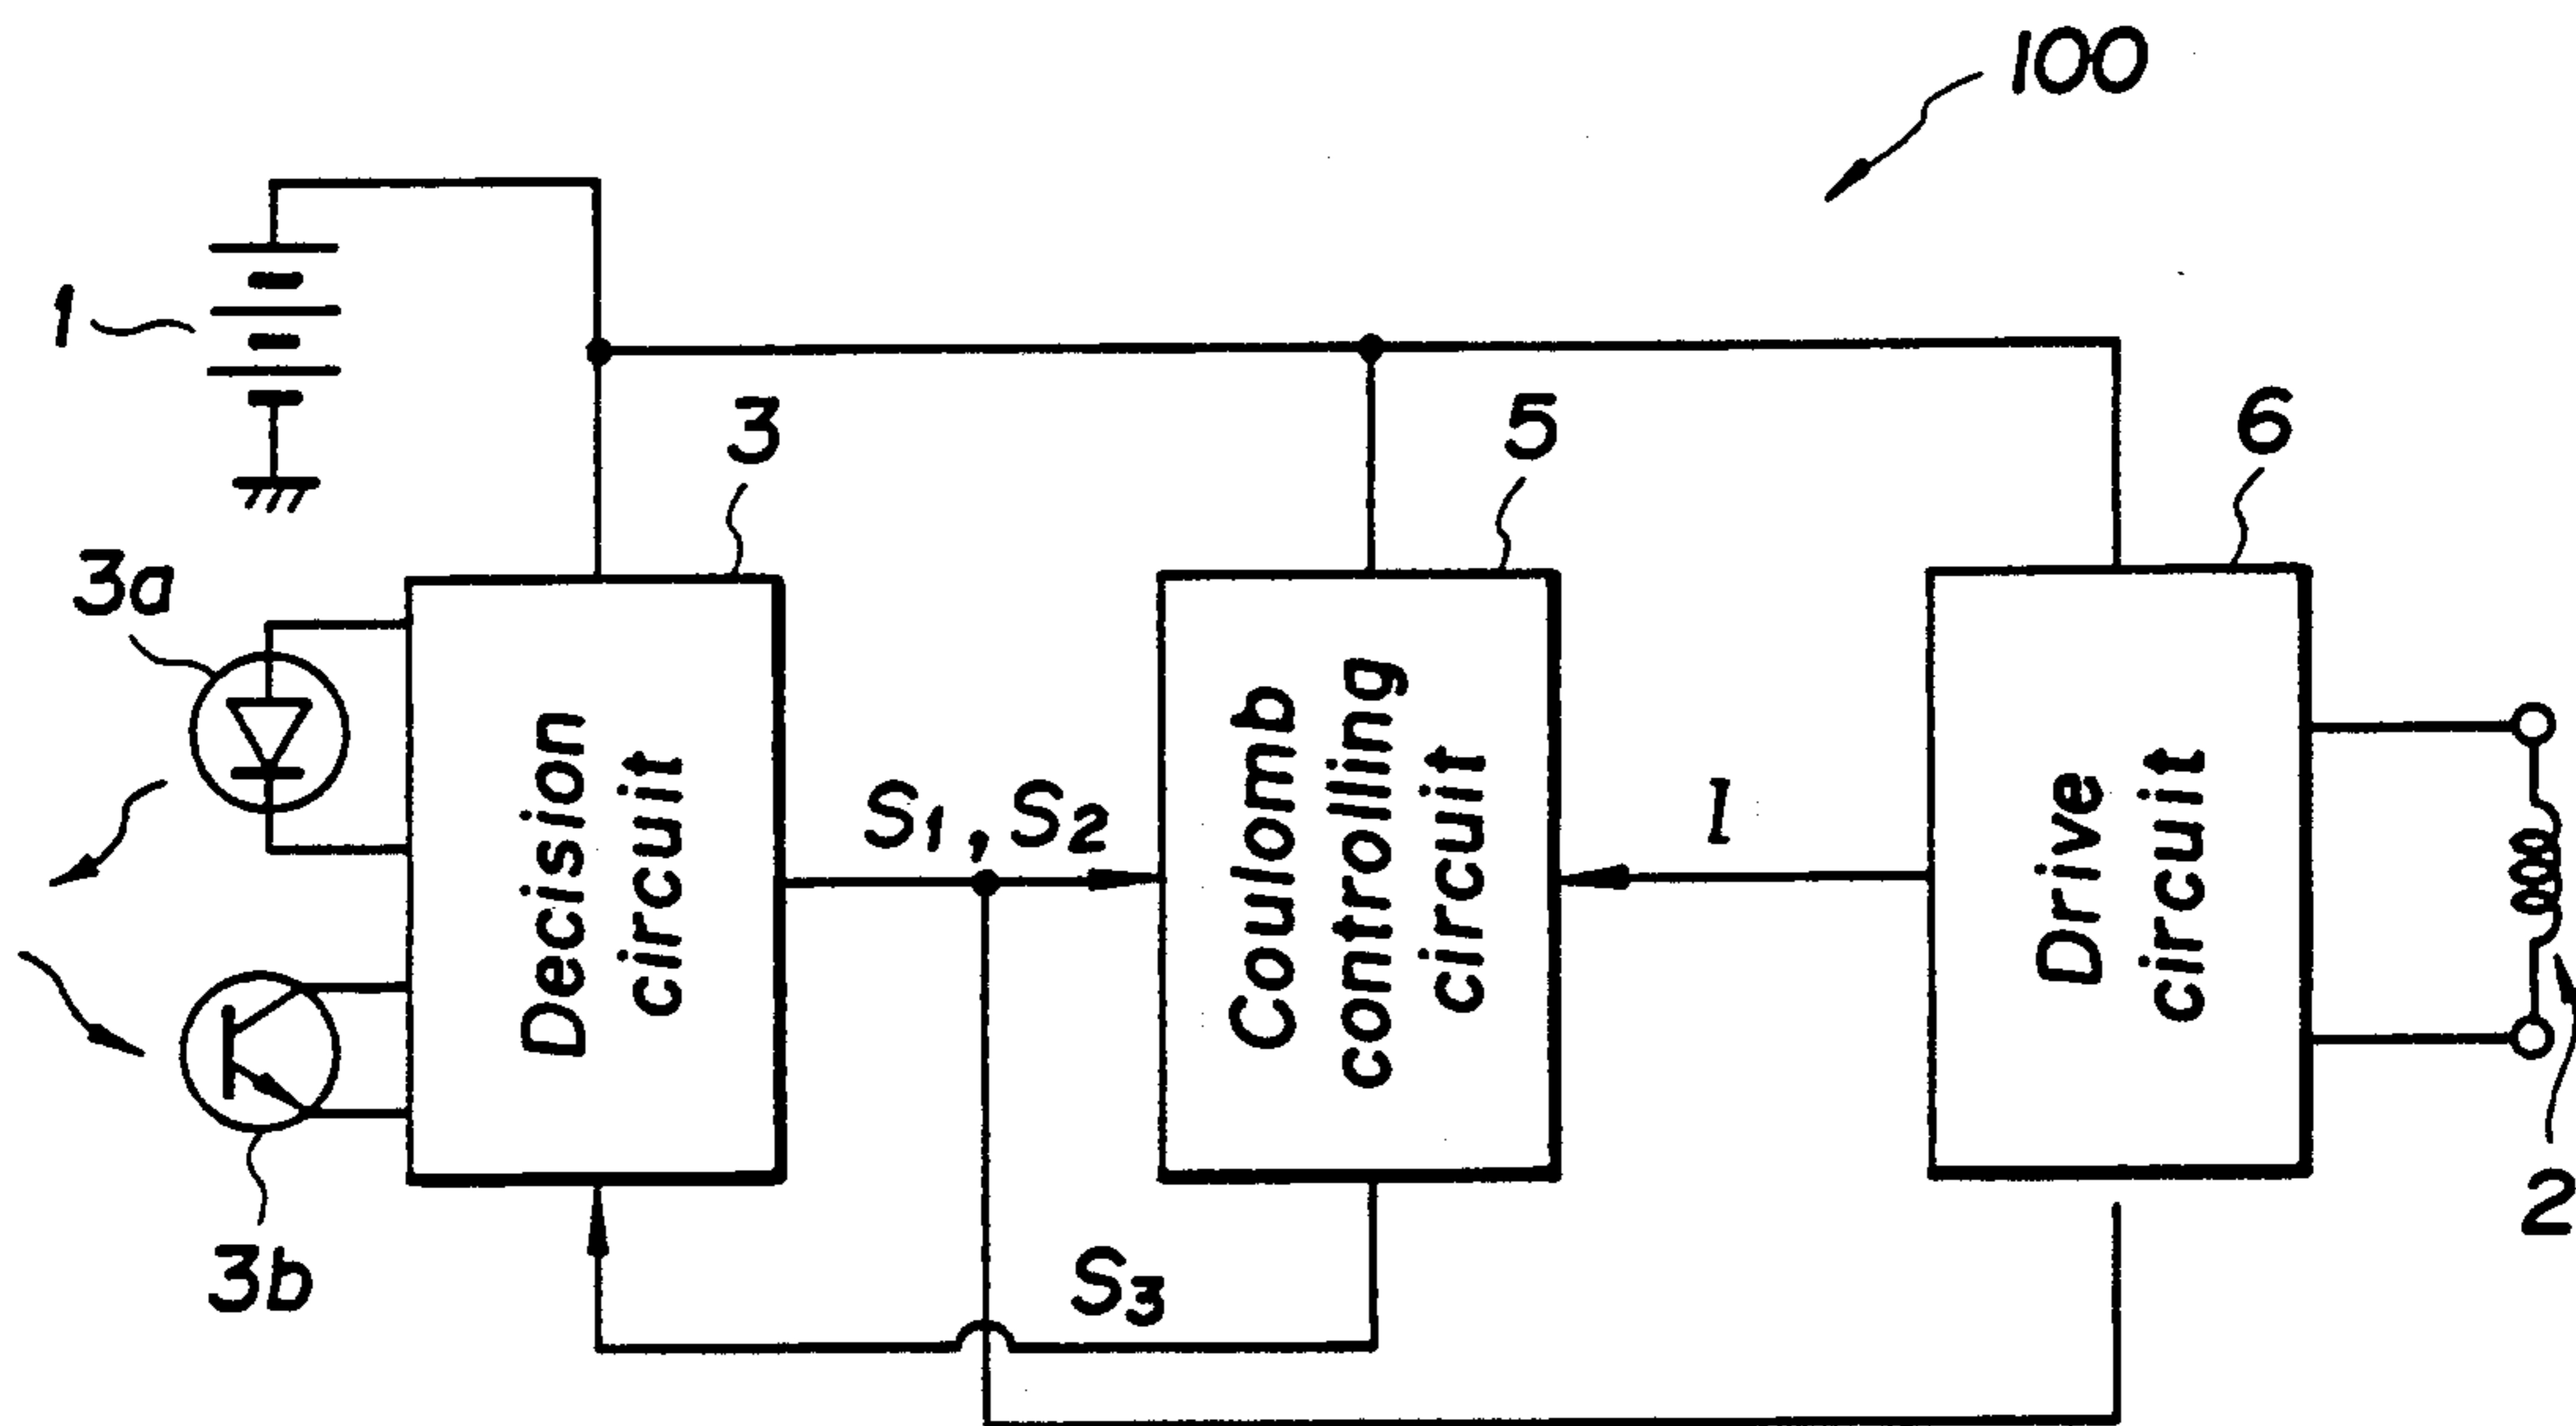 100
1
3
5
6
3a
Decision
circuit
S1, S2
Coulomb
controlling
circuit
I
Drive
circuit
2
3b
S3